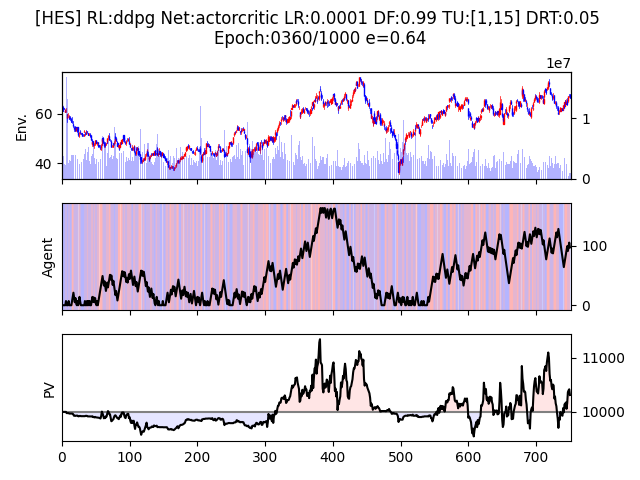 [HES] RL:ddpg Net:actorcritic LR:0.0001 DF:0.99 TU:[1,15] DRT:0.05
Epoch:0360/1000 e=0.64
1e7
Env.
60
40
1
0
Agent
100
0
PV
11000
10000
0 100 200 300 400 500 600 700